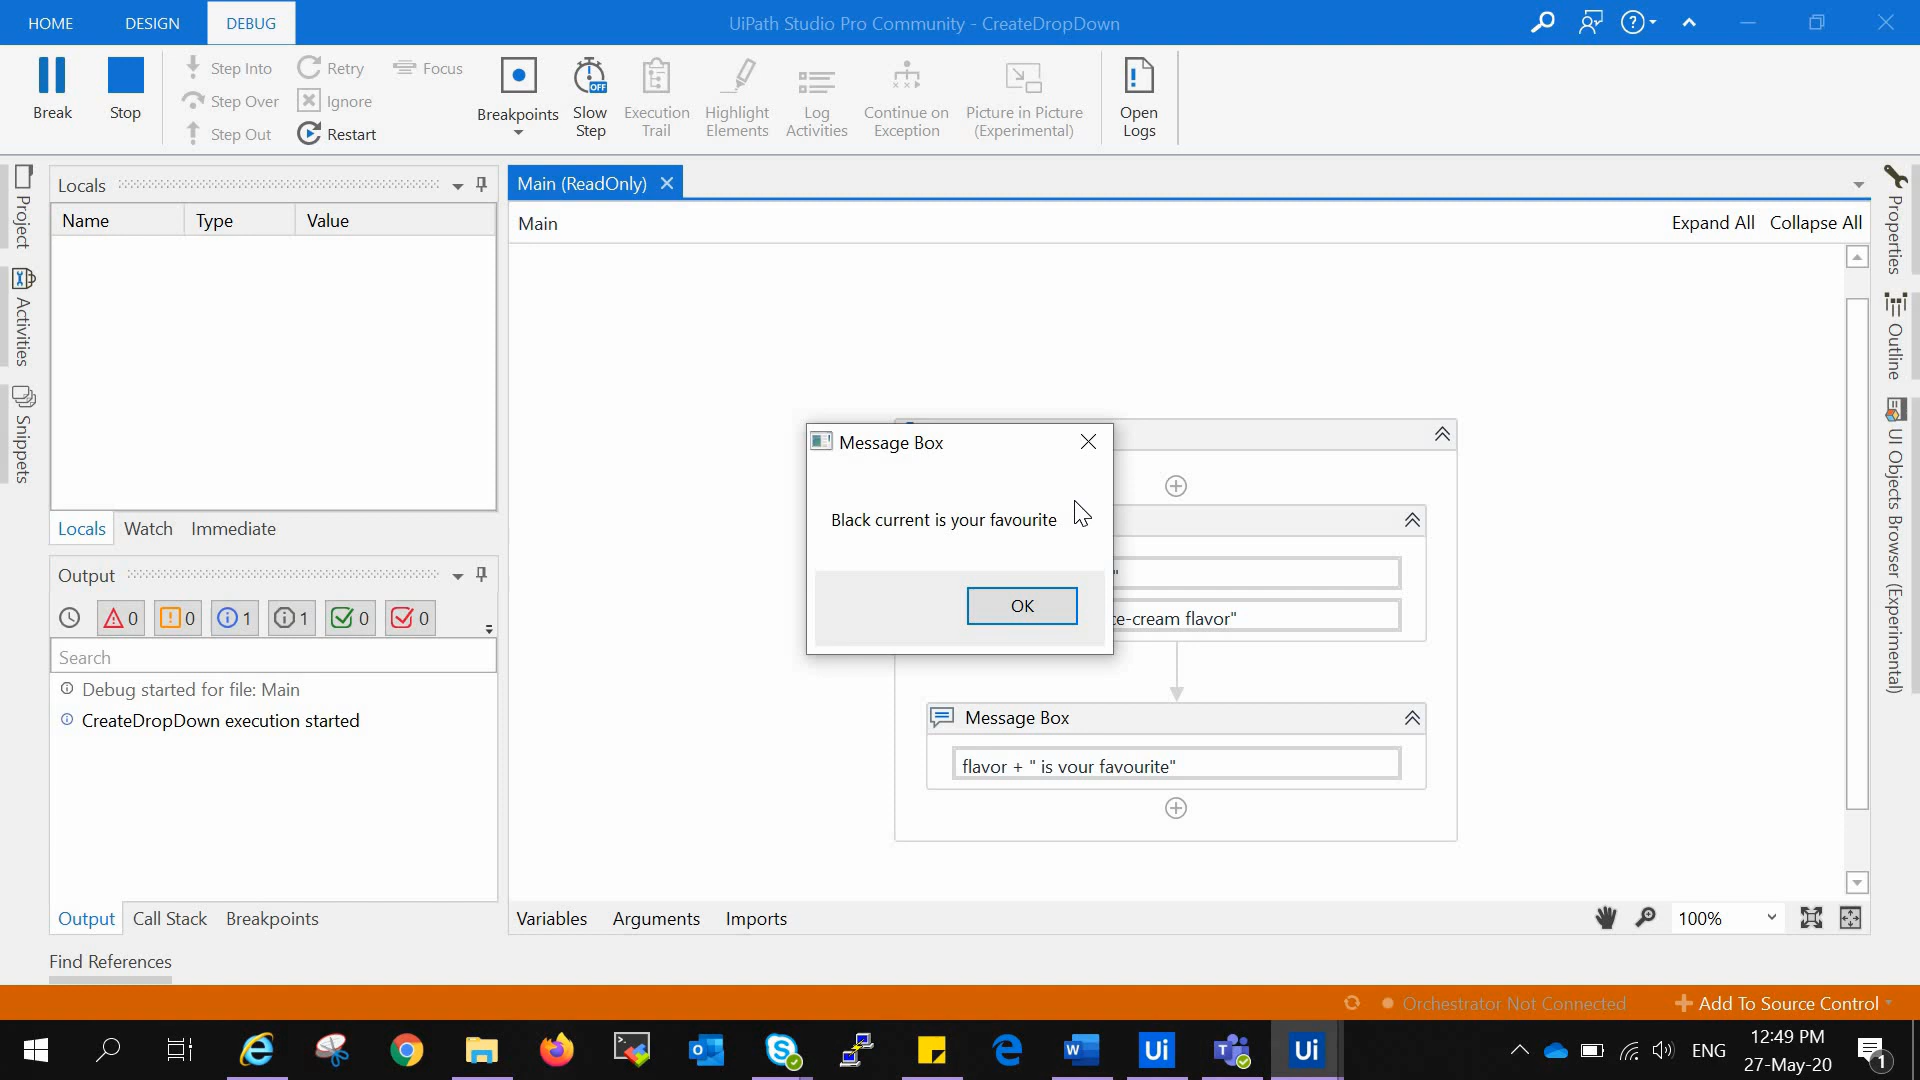 HOME DESIGN DEBUG UiPath Studio Pro Community - CreateDropDown
Break Stop Step Into Step Over Step Out Retry Ignore Restart Focus Breakpoints Slow Step Execution Trail Highlight Elements Log Activities Continue on Exception Picture in Picture (Experimental) Open Logs
OFF
Project
Activities
Snippets
Locals
Name Type Value
Locals Watch Immediate
Output
0 0 1 1 0 0
Search
Debug started for file: Main
CreateDropDown execution started
Output Call Stack Breakpoints
Find References
Main (ReadOnly)
Main Expand All Collapse All
Message Box
Black current is your favourite
OK
"
ce-cream flavor"
Message Box
flavor + " is your favourite"
Variables Arguments Imports 100%
Properties
Outline
UI Objects Browser (Experimental)
Orchestrator Not Connected Add To Source Control
Ui Ui ENG 12:49 PM
27-May-20
1